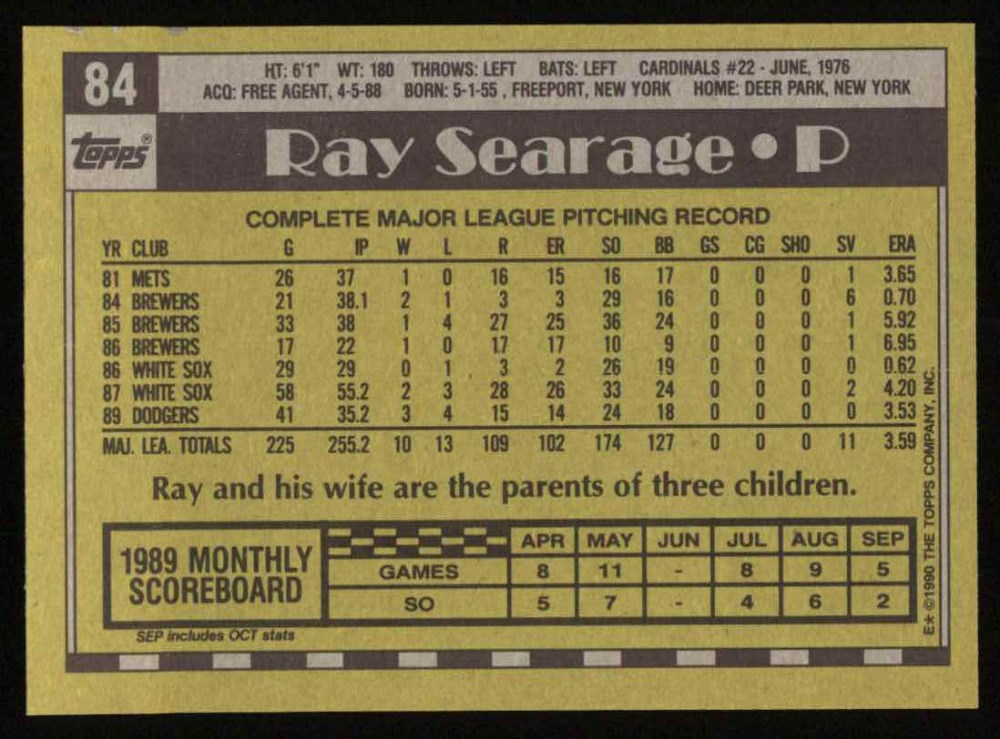 84
HT: 6'1" WT: 180 THROWS: LEFT BATS: LEFT CARDINALS #22 - JUNE, 1976
ACQ: FREE AGENT, 4-5-88 BORN: 5-1-55 , FREEPORT, NEW YORK HOME: DEER PARK, NEW YORK
topps®
Ray Searage • P
COMPLETE MAJOR LEAGUE PITCHING RECORD
YR CLUB G IP W L R ER SO BB GS CG SHO SV ERA
81 METS 26 37 1 0 16 15 16 17 0 0 0 1 3.65
84 BREWERS 21 38.1 2 1 3 3 29 16 0 0 0 6 0.70
85 BREWERS 33 38 1 4 27 25 36 24 0 0 0 1 5.92
86 BREWERS 17 22 1 0 17 17 10 9 0 0 0 1 6.95
86 WHITE SOX 29 29 0 1 3 2 26 19 0 0 0 0 0.62
87 WHITE SOX 58 55.2 2 3 28 26 33 24 0 0 0 2 4.20
89 DODGERS 41 35.2 3 4 15 14 24 18 0 0 0 0 3.53
MAJ. LEA. TOTALS 225 255.2 10 13 109 102 174 127 0 0 0 11 3.59
Ray and his wife are the parents of three children.
1989 MONTHLY
SCOREBOARD
APR MAY JUN JUL AUG SEP
GAMES 8 11 - 8 9 5
SO 5 7 - 4 6 2
SEP includes OCT stats
E* ©1990 THE TOPPS COMPANY, INC.